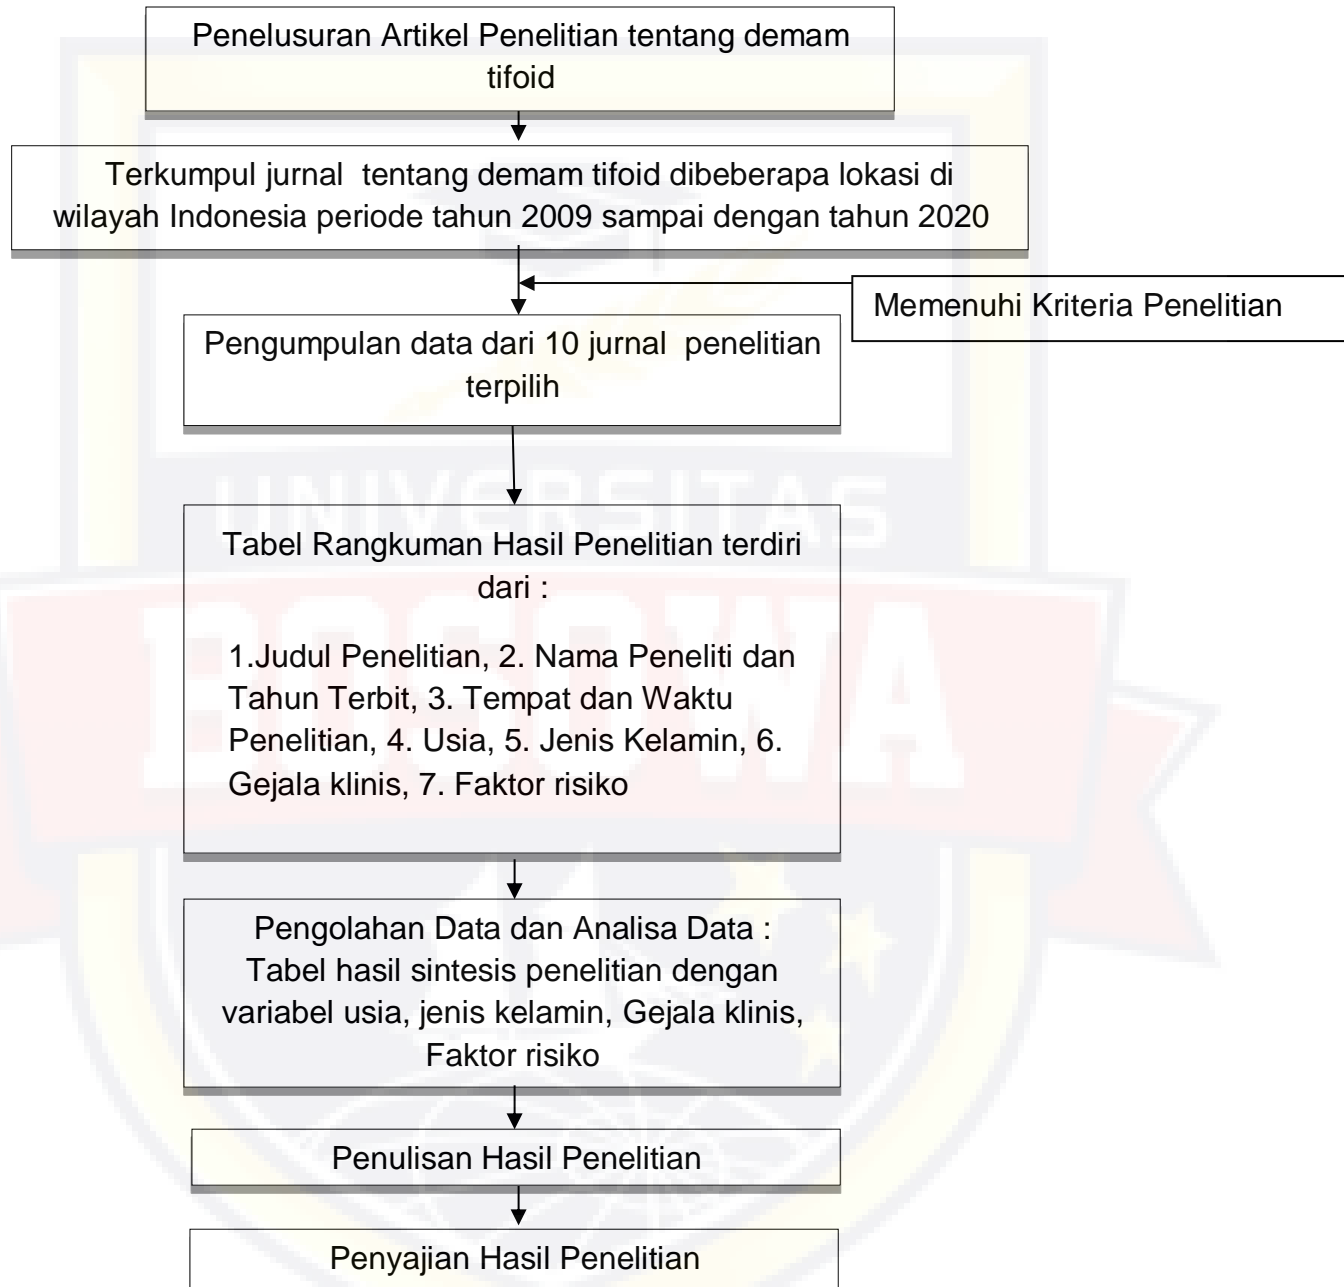 Penelusuran Artikel Penelitian tentang demam
tifoid
Terkumpul jurnal tentang demam tifoid dibeberapa lokasi di
wilayah Indonesia periode tahun 2009 sampai dengan tahun 2020
Memenuhi Kriteria Penelitian
Pengumpulan data dari 10 jurnal penelitian
terpilih
UNIVERSITAS
Tabel Rangkuman Hasil Penelitian terdiri
dari :
BOSOWA
1.Judul Penelitian, 2. Nama Peneliti dan
Tahun Terbit, 3. Tempat dan Waktu
Penelitian, 4. Usia, 5. Jenis Kelamin, 6.
Gejala klinis, 7. Faktor risiko
Pengolahan Data dan Analisa Data :
Tabel hasil sintesis penelitian dengan
variabel usia, jenis kelamin, Gejala klinis,
Faktor risiko
Penulisan Hasil Penelitian
Penyajian Hasil Penelitian